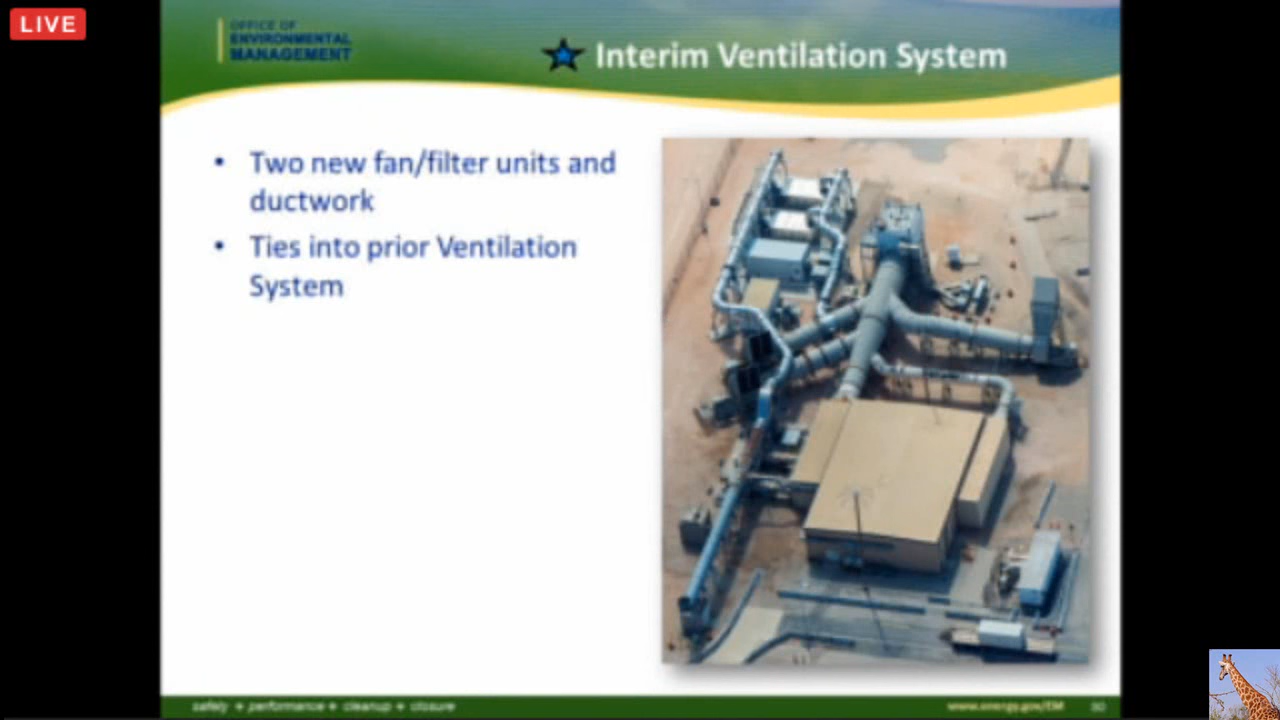 LIVE
OFFICE OF
ENVIRONMENTAL
MANAGEMENT
Interim Ventilation System
• Two new fan/filter units and
ductwork
• Ties into prior Ventilation
System
safety + performance + cleanup + closure
www.energy.gov/EM
30